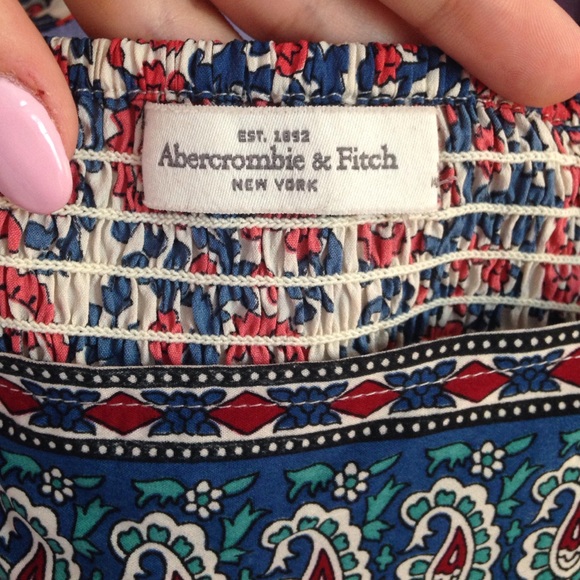 EST. 1892
Abercrombie & Fitch
NEW YORK